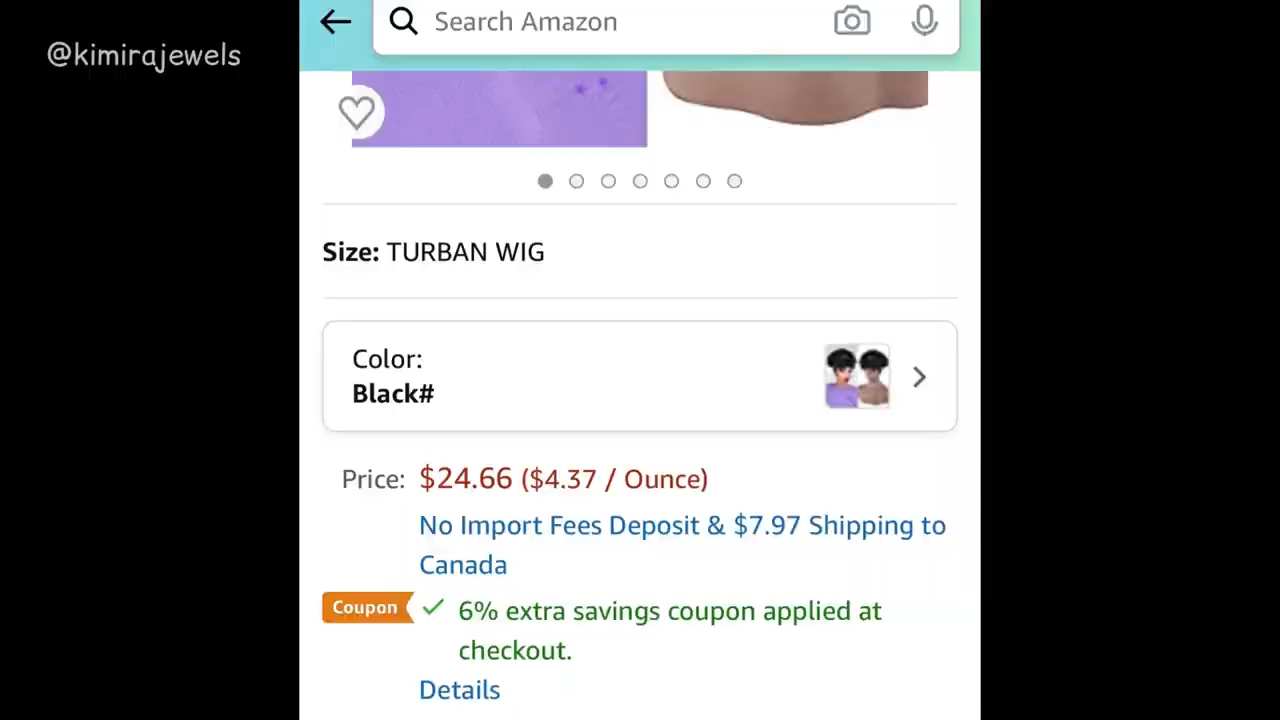 @kimirajewels
Search Amazon
Size: TURBAN WIG
Color:
Black#
Price: $24.66 ($4.37 / Ounce)
No Import Fees Deposit & $7.97 Shipping to
Canada
Coupon 6% extra savings coupon applied at
checkout.
Details